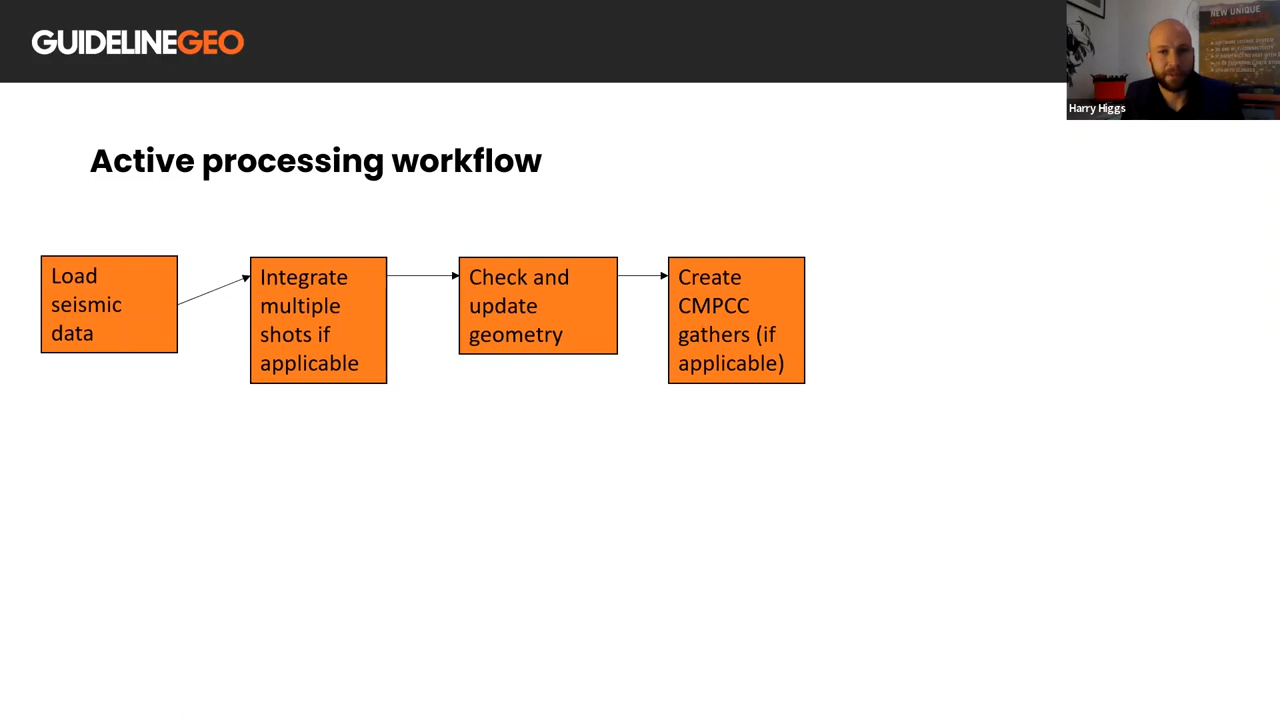 GUIDELINEGEO
NEW UNIQUE
Harry Higgs
Active processing workflow
Load
seismic
data
Integrate
multiple
shots if
applicable
Check and
update
geometry
Create
CMPCC
gathers (if
applicable)